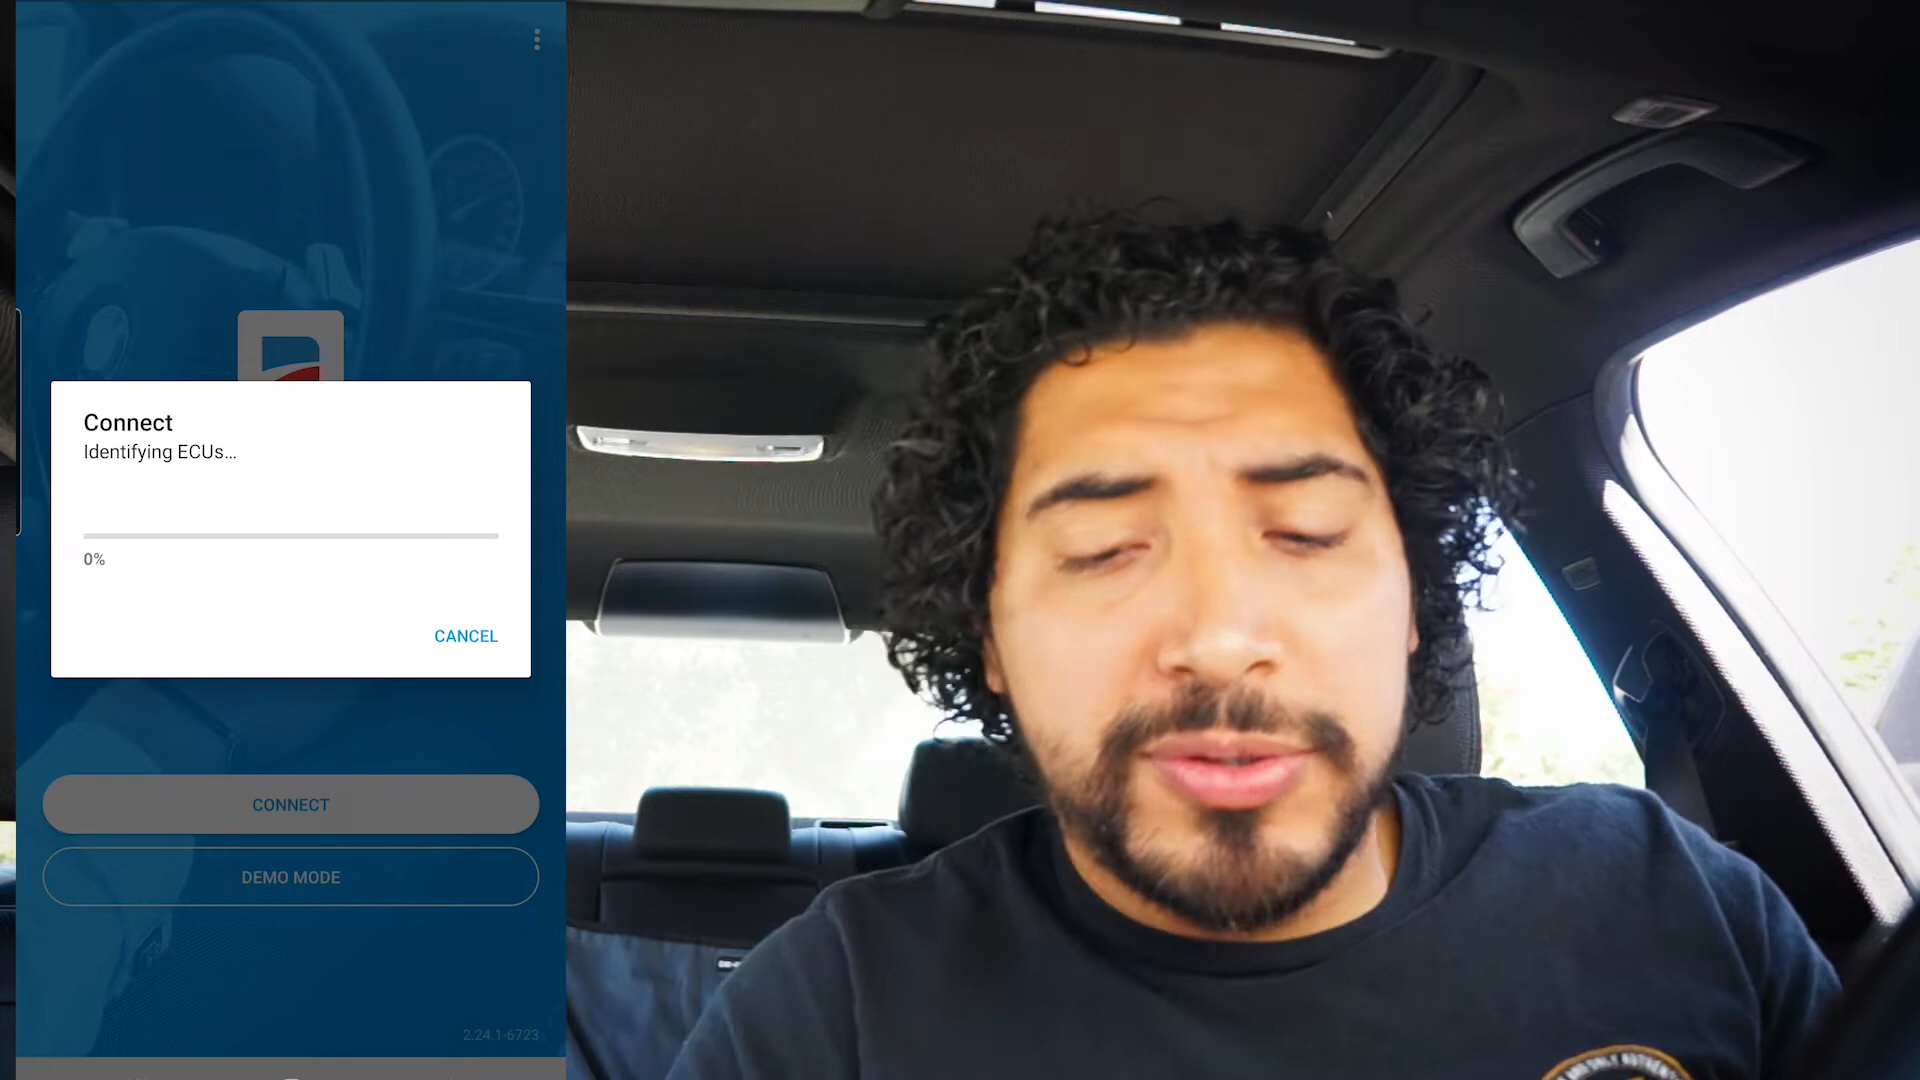 Connect
Identifying ECUs...
0%
CANCEL
CONNECT
DEMO MODE
2.24.1-6723